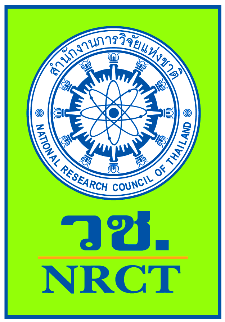 สำนักงานการวิจัยแห่งชาติ
NATIONAL RESEARCH COUNCIL OF THAILAND
วช.
NRCT